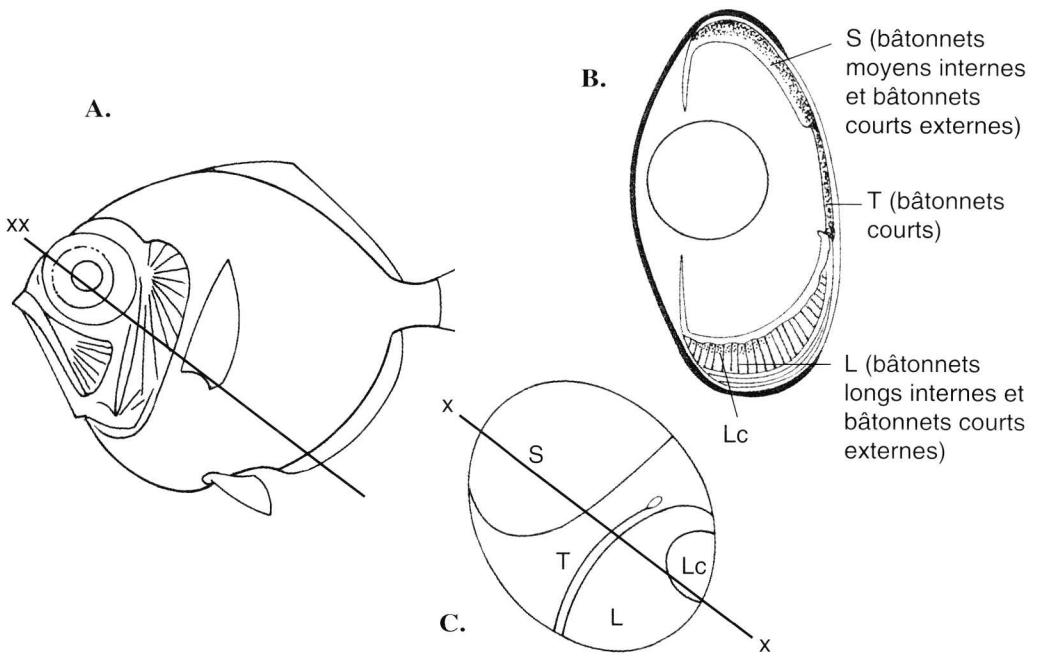 A.
xx
B.
S (bâtonnets
moyens internes
et bâtonnets
courts externes)
T (bâtonnets
courts)
L (bâtonnets
longs internes et
bâtonnets courts
externes)
Lc
C.
x
S
T
Lc
L
x